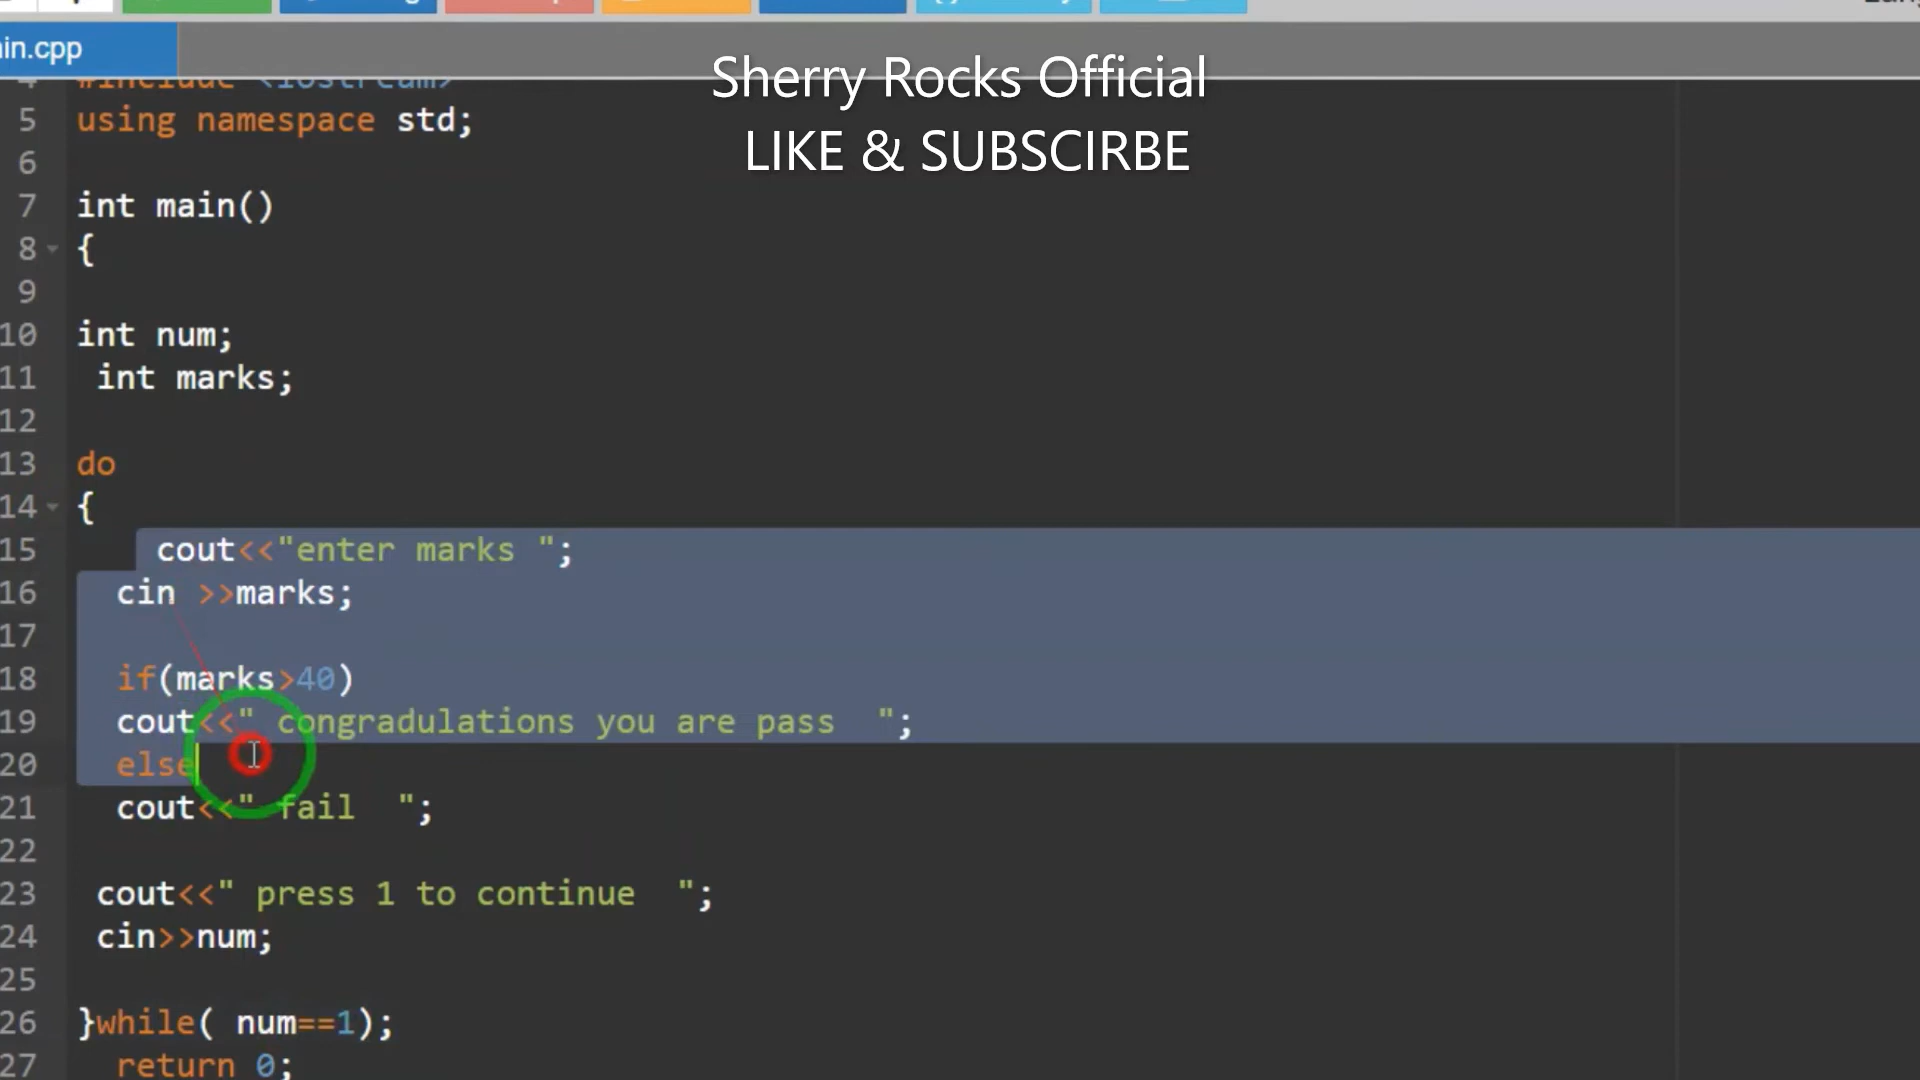 in.cpp
Sherry Rocks Official
LIKE & SUBSCIRBE
4 #include <iostream>
5 using namespace std;
6
7 int main()
8 {
9
10 int num;
11 int marks;
12
13 do
14 {
15 cout<<"enter marks ";
16 cin >>marks;
17
18 if(marks>40)
19 cout<<" congradulations you are pass  ";
20 else
21 cout<<" fail  ";
22
23 cout<<" press 1 to continue  ";
24 cin>>num;
25
26 }while( num==1);
27 return 0;